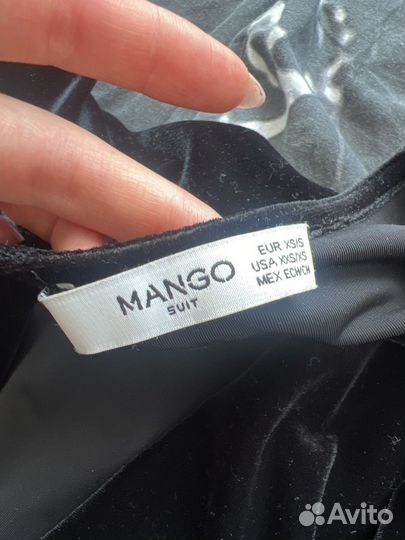 MANGO
SUIT
EUR XS/S
USA XXS/XS
MEX ECH/CH
Avito